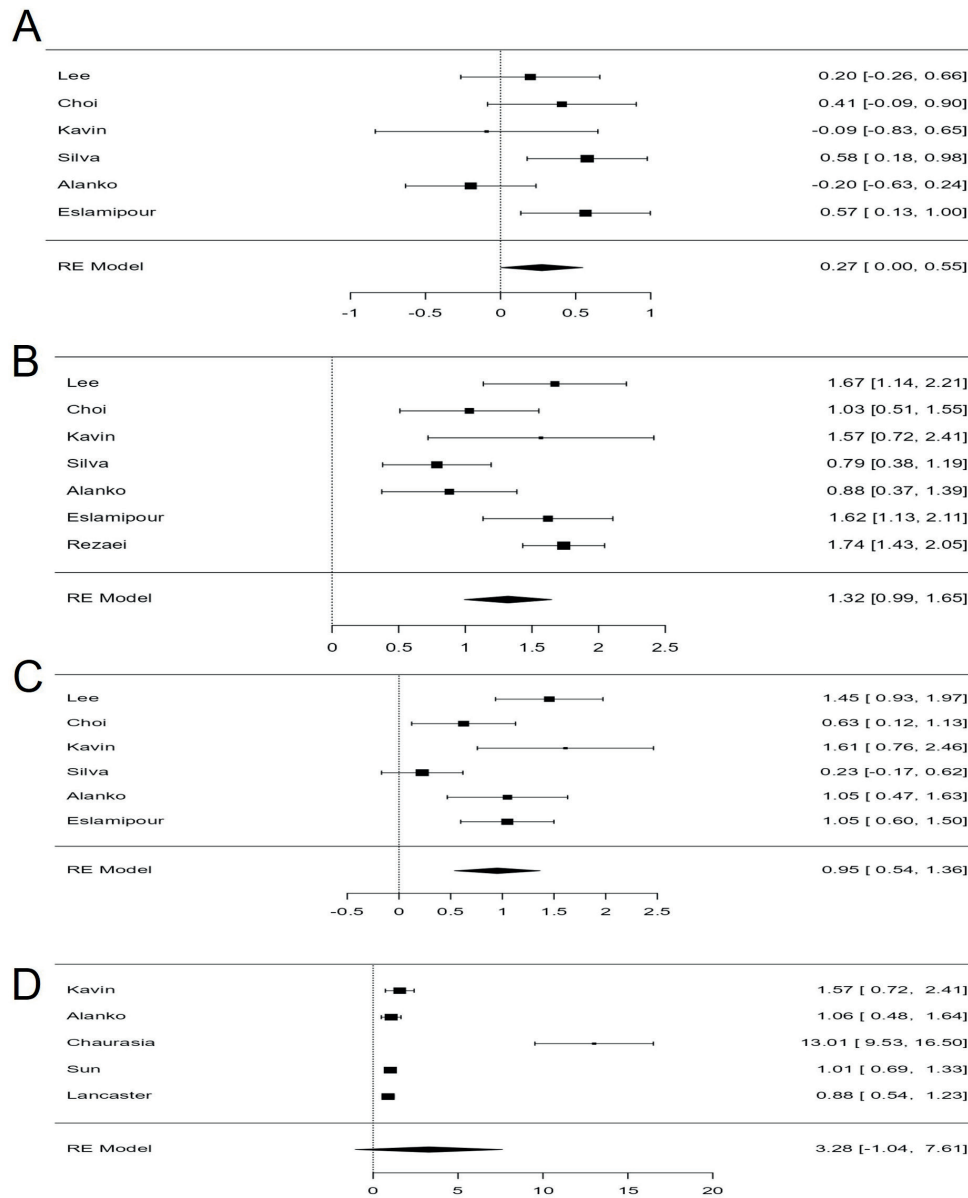 A
Lee 0.20 [-0.26, 0.66]
Choi 0.41 [-0.09, 0.90]
Kavin -0.09 [-0.83, 0.65]
Silva 0.58 [ 0.18, 0.98]
Alanko -0.20 [-0.63, 0.24]
Eslamipour 0.57 [ 0.13, 1.00]
RE Model 0.27 [ 0.00, 0.55]
-1 -0.5 0 0.5 1
B
Lee 1.67 [1.14, 2.21]
Choi 1.03 [0.51, 1.55]
Kavin 1.57 [0.72, 2.41]
Silva 0.79 [0.38, 1.19]
Alanko 0.88 [0.37, 1.39]
Eslamipour 1.62 [1.13, 2.11]
Rezaei 1.74 [1.43, 2.05]
RE Model 1.32 [0.99, 1.65]
0 0.5 1 1.5 2 2.5
C
Lee 1.45 [ 0.93, 1.97]
Choi 0.63 [ 0.12, 1.13]
Kavin 1.61 [ 0.76, 2.46]
Silva 0.23 [-0.17, 0.62]
Alanko 1.05 [ 0.47, 1.63]
Eslamipour 1.05 [ 0.60, 1.50]
RE Model 0.95 [ 0.54, 1.36]
-0.5 0 0.5 1 1.5 2 2.5
D
Kavin 1.57 [ 0.72, 2.41]
Alanko 1.06 [ 0.48, 1.64]
Chaurasia 13.01 [ 9.53, 16.50]
Sun 1.01 [ 0.69, 1.33]
Lancaster 0.88 [ 0.54, 1.23]
RE Model 3.28 [-1.04, 7.61]
0 5 10 15 20